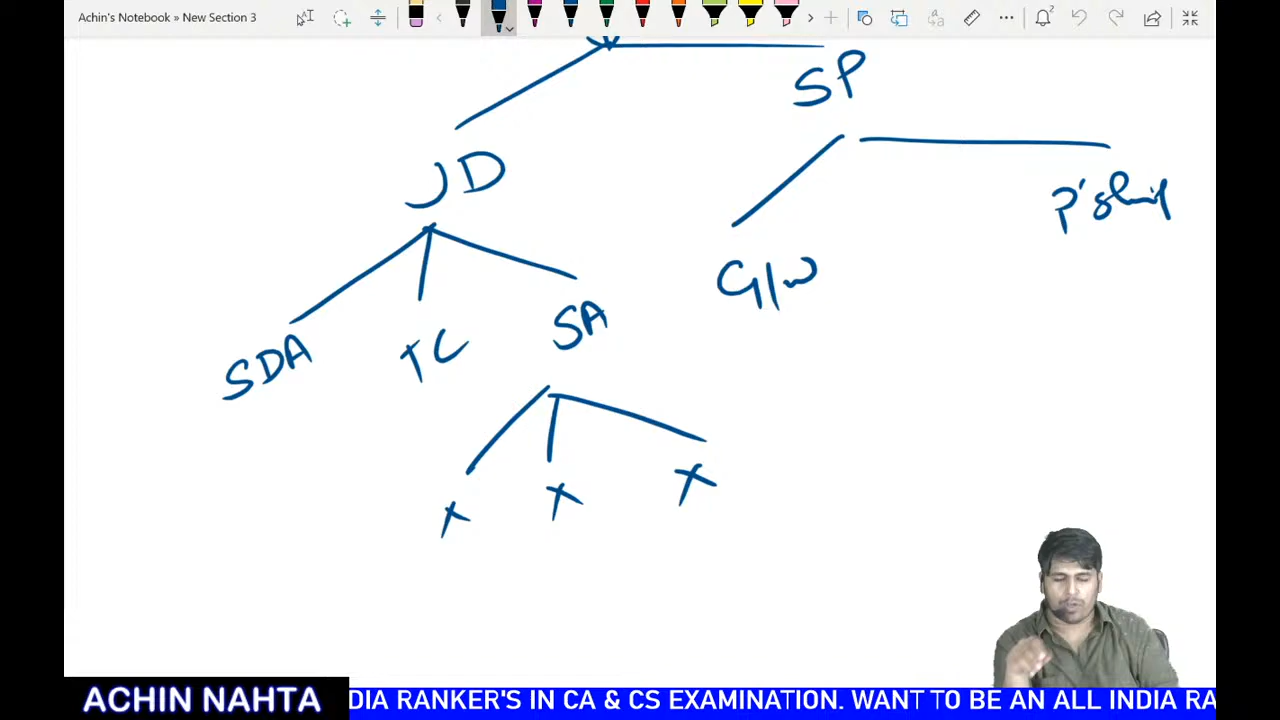 Achin's Notebook » New Section 3
SP
JD
P'ship
G/w
SA
TC
SDA
x x x
ACHIN NAHTA
DIA RANKER'S IN CA & CS EXAMINATION. WANT TO BE AN ALL INDIA RA